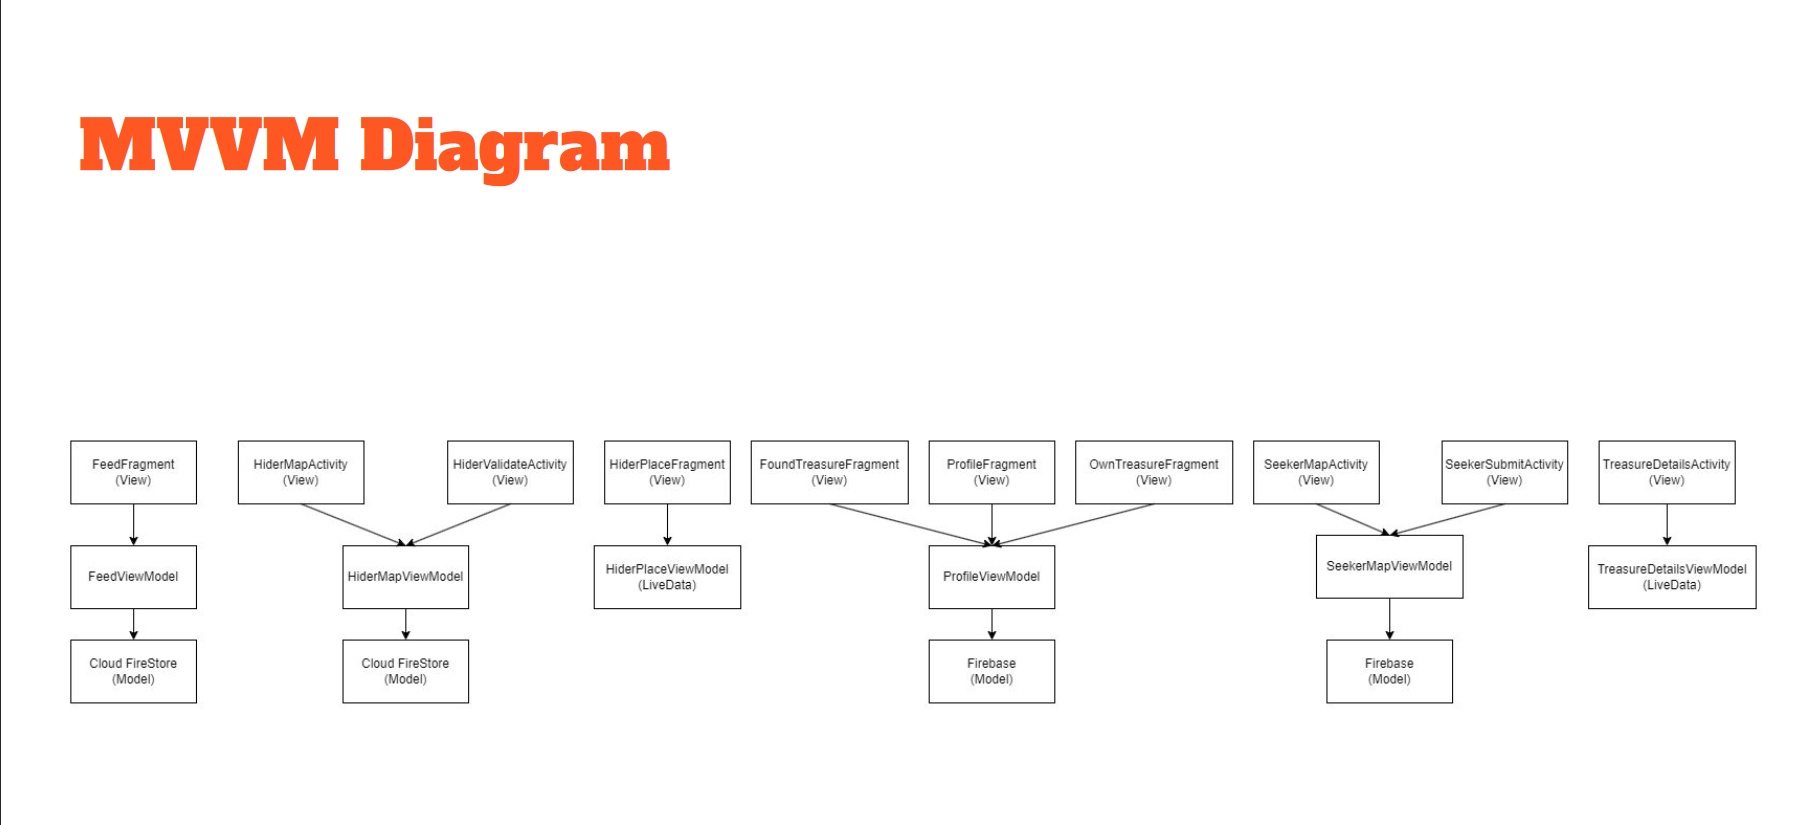 MVVM Diagram
FeedFragment
(View)
HiderMapActivity
(View)
HiderValidateActivity
(View)
HiderPlaceFragment
(View)
FoundTreasureFragment
(View)
ProfileFragment
(View)
OwnTreasureFragment
(View)
SeekerMapActivity
(View)
SeekerSubmitActivity
(View)
TreasureDetailsActivity
(View)
FeedViewModel
HiderMapViewModel
HiderPlaceViewModel
(LiveData)
ProfileViewModel
SeekerMapViewModel
TreasureDetailsViewModel
(LiveData)
Cloud FireStore
(Model)
Cloud FireStore
(Model)
Firebase
(Model)
Firebase
(Model)